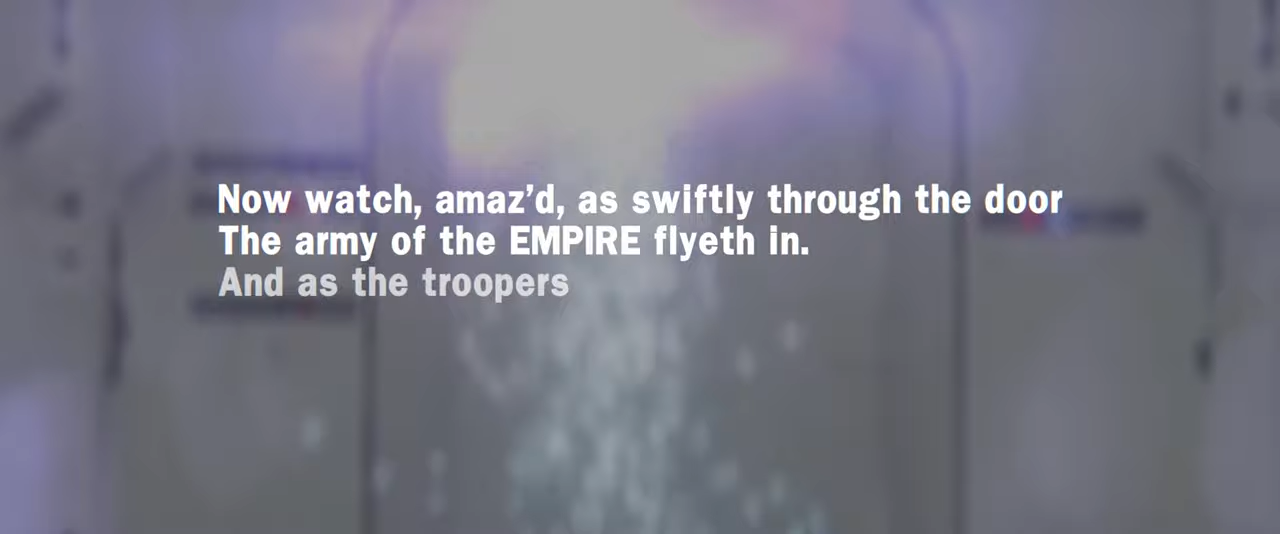 Now watch, amaz’d, as swiftly through the door
The army of the EMPIRE flyeth in.
And as the troopers